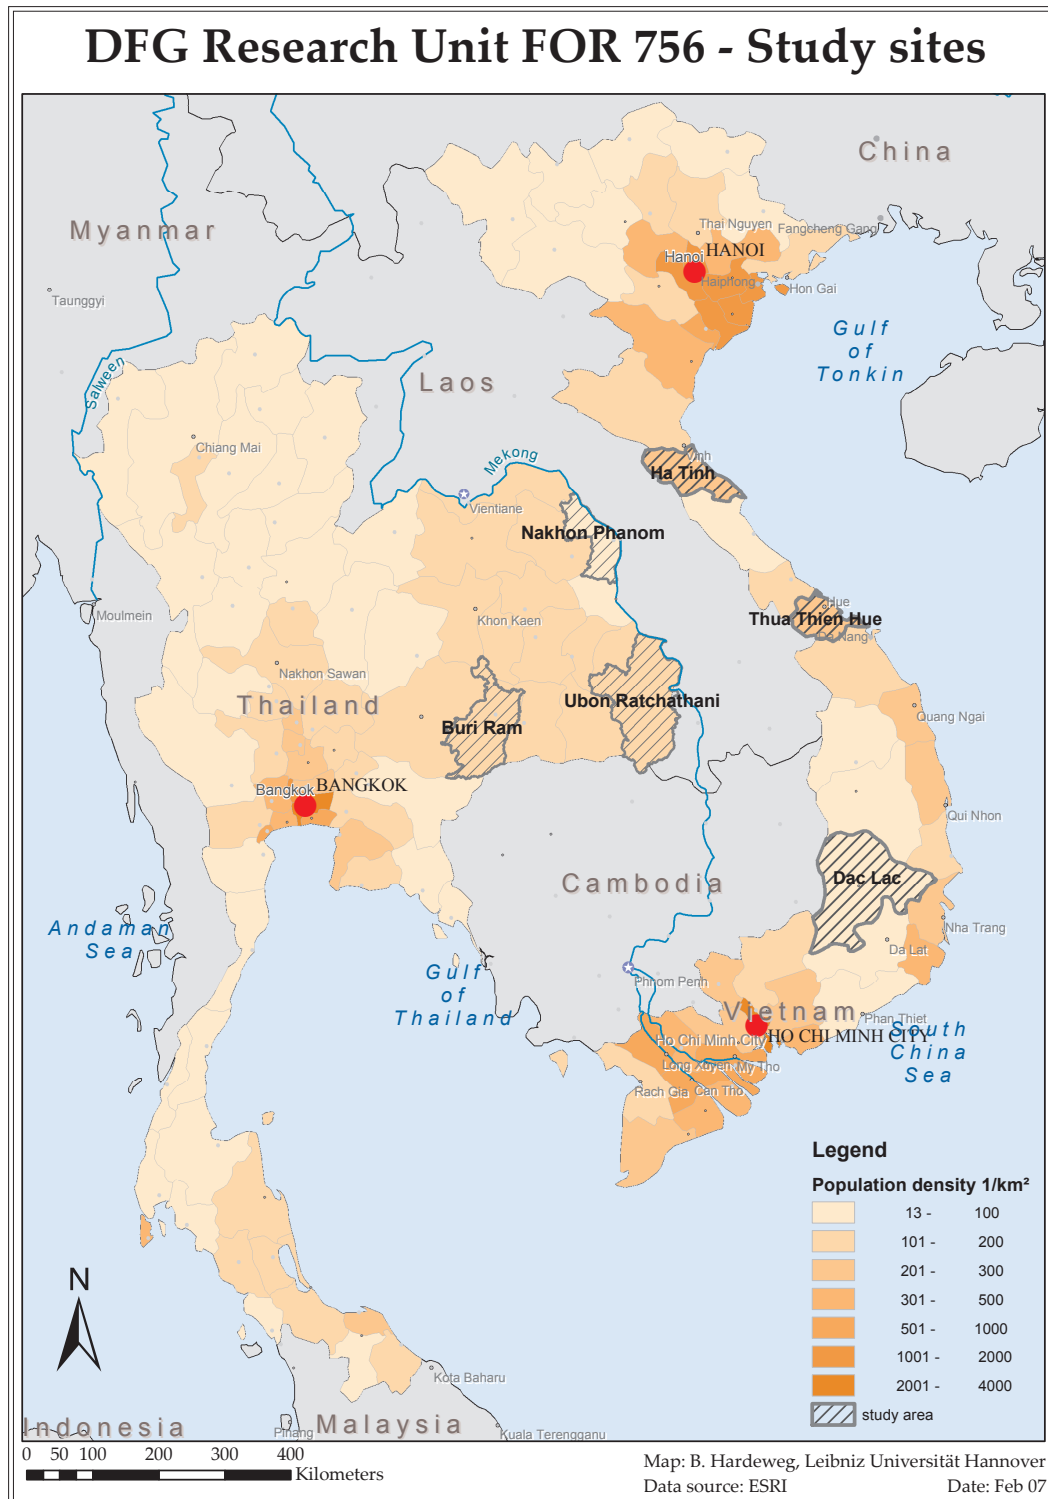 DFG Research Unit FOR 756 - Study sites
China
Myanmar
Thai Nguyen
Fangcheng Gang
Hanoi
HANOI
Haiphong
Hon Gai
Taunggyi
Gulf
of
Tonkin
Salween
Laos
Chiang Mai
Mekong
Vinh
Ha Tinh
Vientiane
Nakhon Phanom
Moulmein
Khon Kaen
Hue
Thua Thien Hue
Da Nang
Nakhon Sawan
Thailand
Ubon Ratchathani
Buri Ram
Quang Ngai
Bangkok
BANGKOK
Qui Nhon
Cambodia
Dac Lac
Andaman
Sea
Nha Trang
Da Lat
Gulf
of
Thailand
Phnom Penh
Vietnam
Phan Thiet
South
China
Sea
Ho Chi Minh City
HO CHI MINH CITY
Long Xuyen
My Tho
Rach Gia
Can Tho
Legend
Population density 1/km²
13 - 100
101 - 200
201 - 300
301 - 500
501 - 1000
1001 - 2000
2001 - 4000
study area
N
Kota Baharu
Indonesia
Pinang
Malaysia
Kuala Terengganu
0 50 100 200 300 400
Kilometers
Map: B. Hardeweg, Leibniz Universität Hannover
Data source: ESRI Date: Feb 07